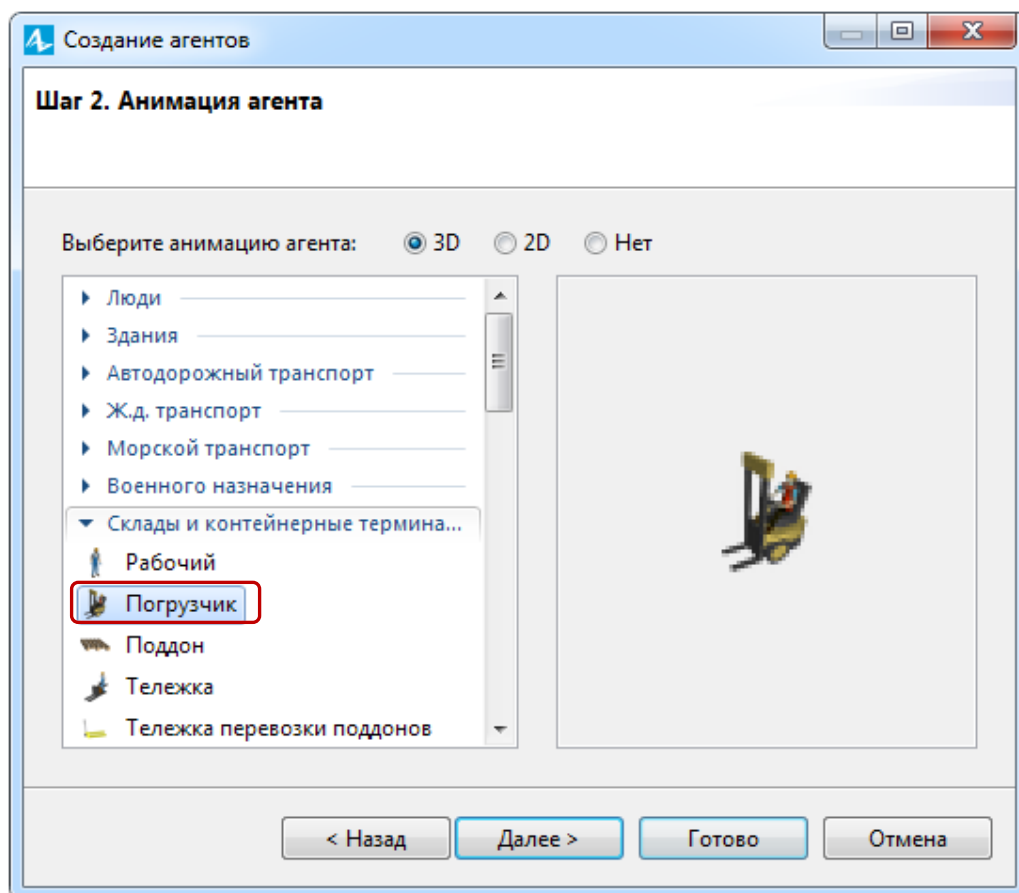 Создание агентов
Шаг 2. Анимация агента
Выберите анимацию агента: 3D 2D Нет
Люди
Здания
Автодорожный транспорт
Ж.д. транспорт
Морской транспорт
Военного назначения
Склады и контейнерные термина...
Рабочий
Погрузчик
Поддон
Тележка
Тележка перевозки поддонов
< Назад Далее > Готово Отмена